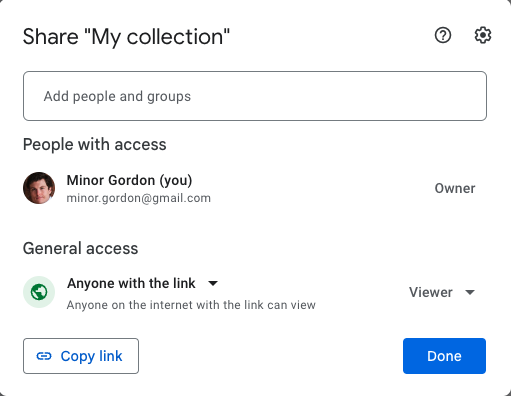 Share "My collection"
Add people and groups
People with access
Minor Gordon (you)
minor.gordon@gmail.com
Owner
General access
Anyone with the link
Anyone on the internet with the link can view
Viewer
Copy link
Done